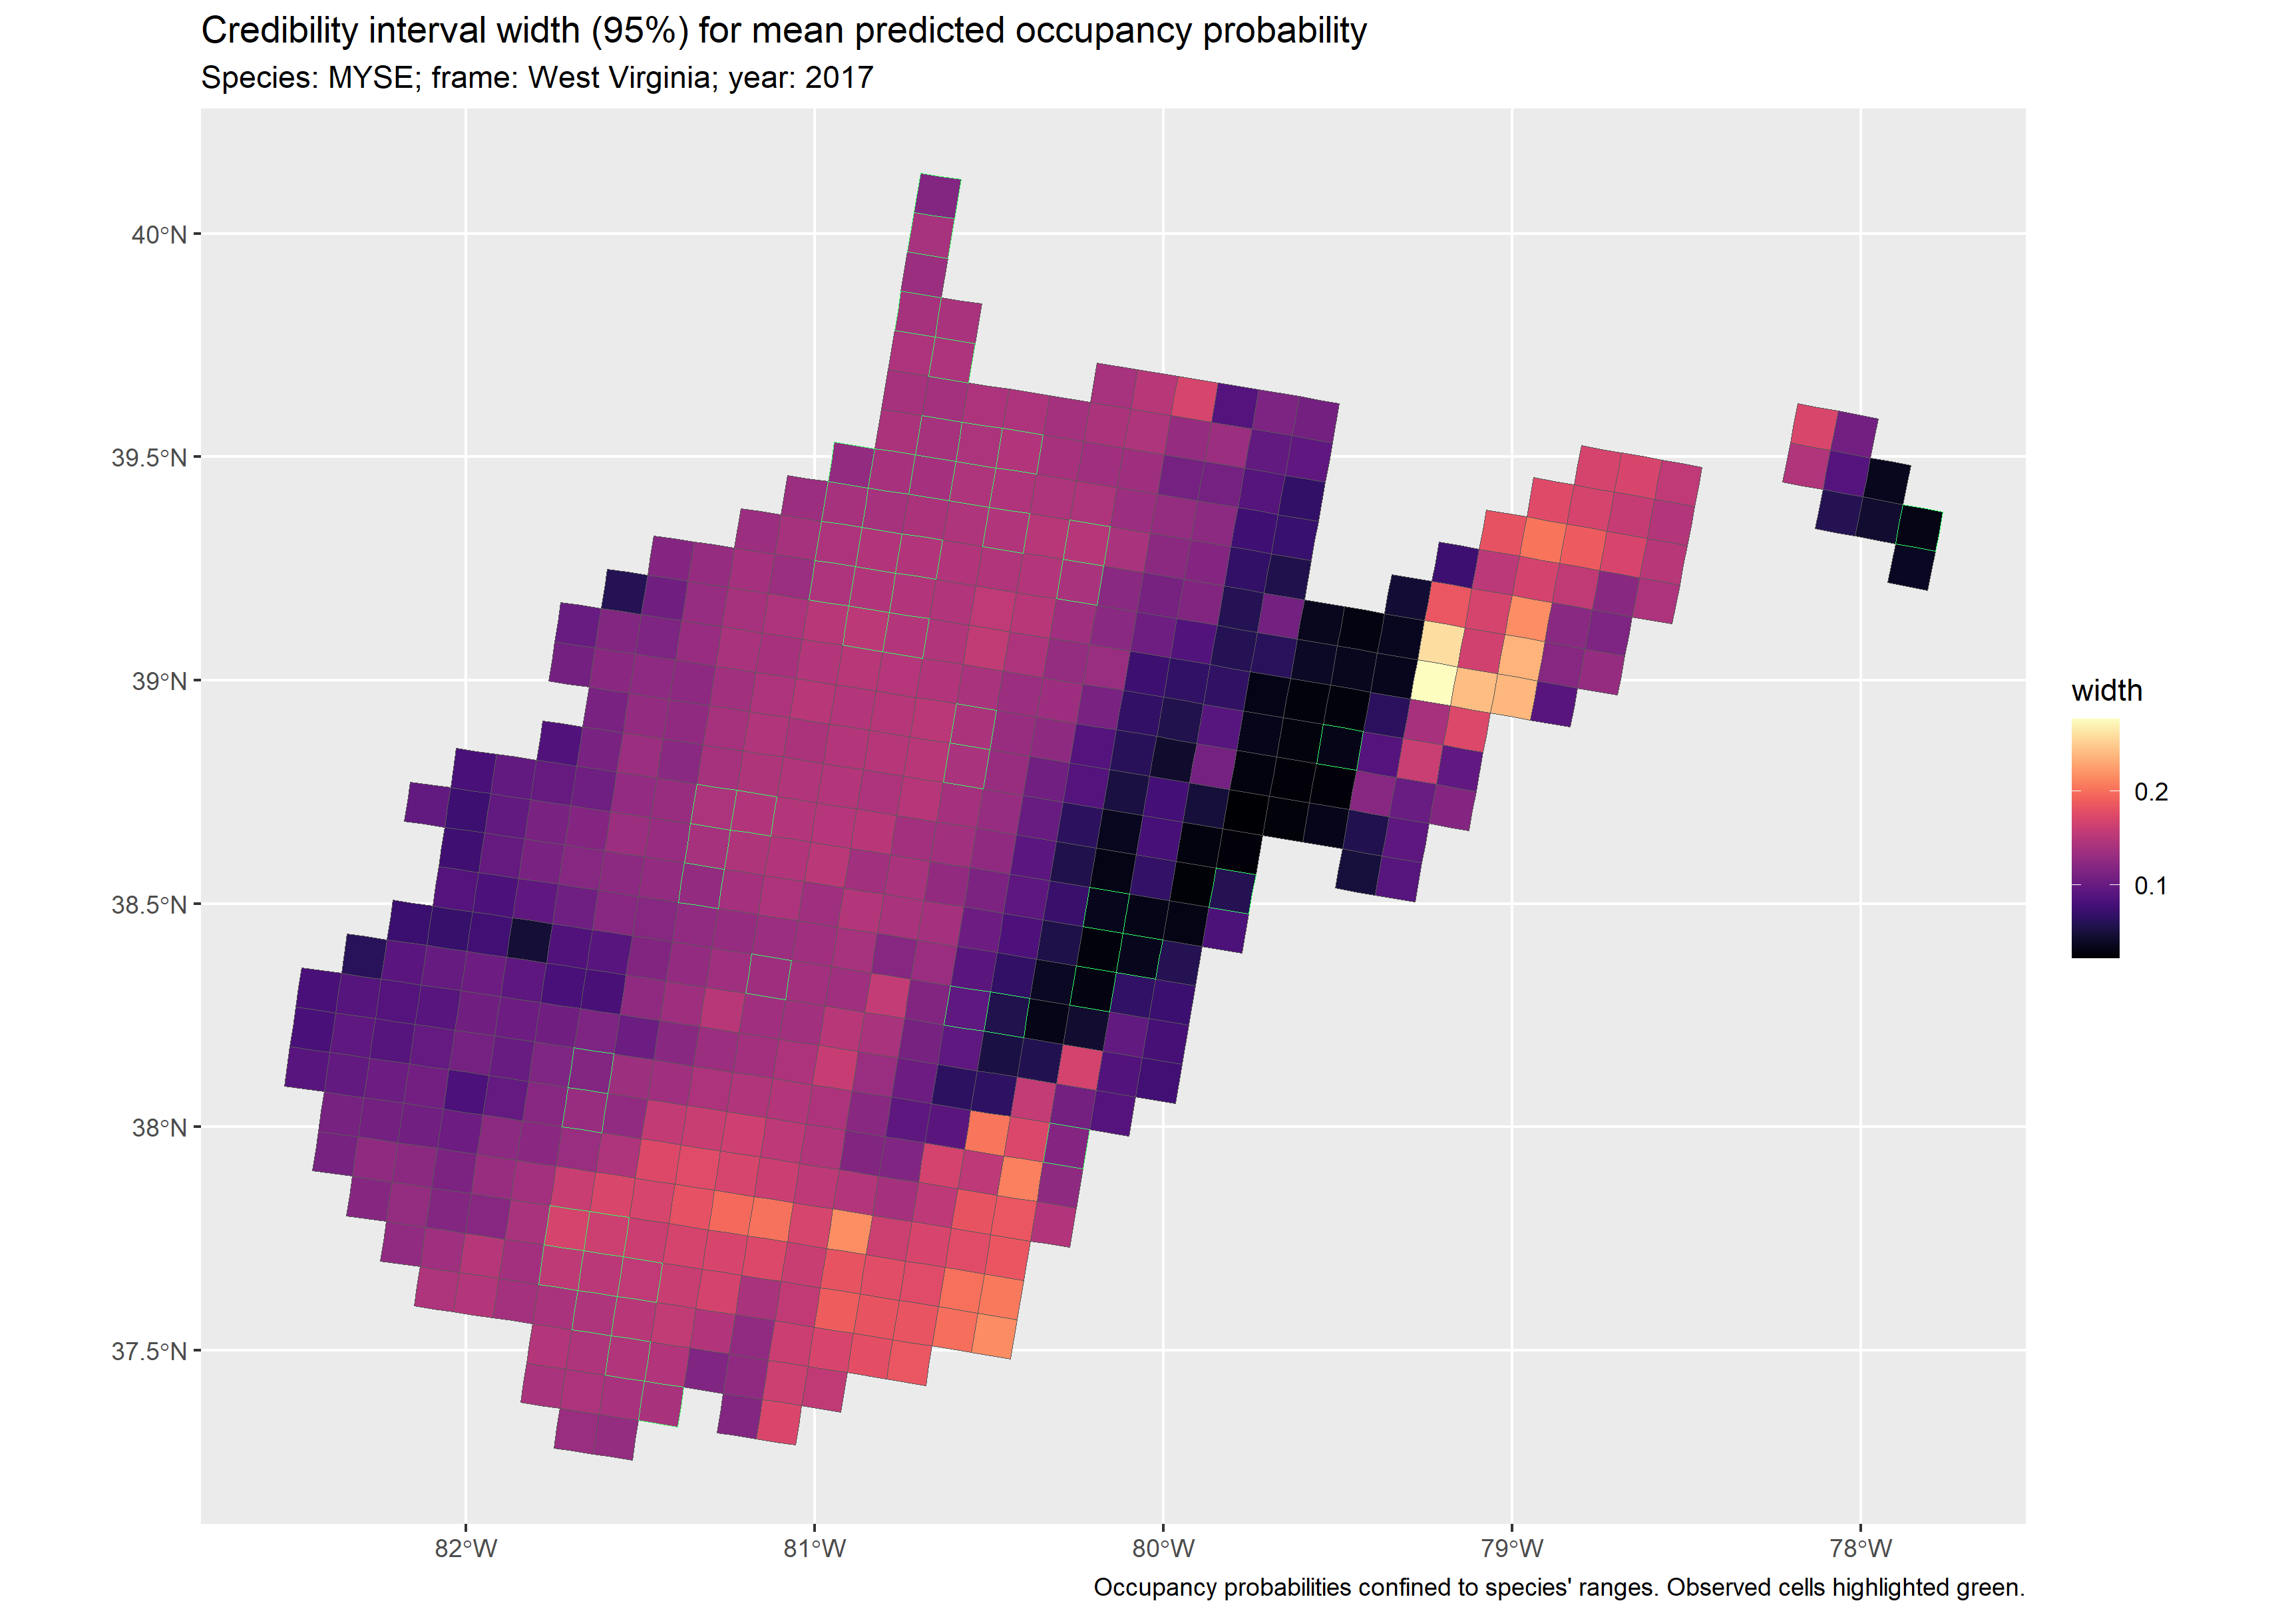 Credibility interval width (95%) for mean predicted occupancy probability
Species: MYSE; frame: West Virginia; year: 2017
40°N
39.5°N
39°N
38.5°N
38°N
37.5°N
82°W
81°W
80°W
79°W
78°W
width
0.2
0.1
Occupancy probabilities confined to species' ranges. Observed cells highlighted green.